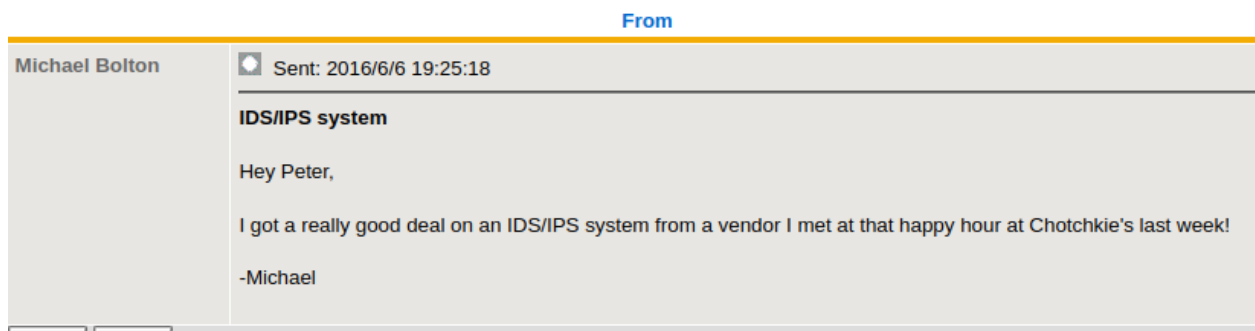 From
Michael Bolton
Sent: 2016/6/6 19:25:18
IDS/IPS system
Hey Peter,
I got a really good deal on an IDS/IPS system from a vendor I met at that happy hour at Chotchkie's last week!
-Michael